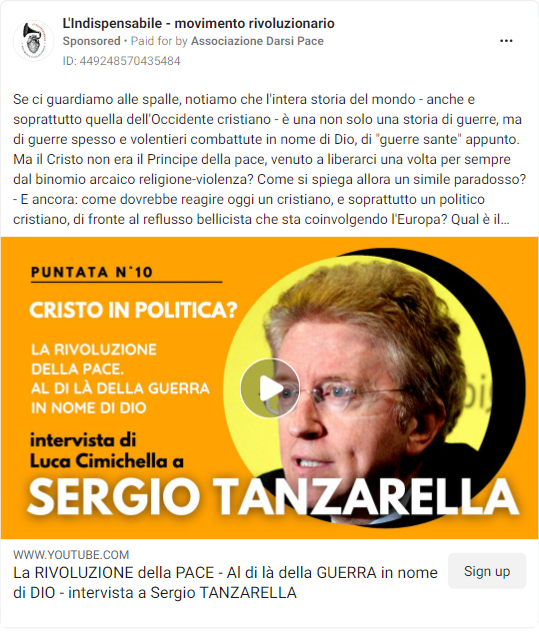 L'Indispensabile - movimento rivoluzionario
Sponsored • Paid for by Associazione Darsi Pace
ID: 449248570435484
Se ci guardiamo alle spalle, notiamo che l'intera storia del mondo - anche e
soprattutto quella dell'Occidente cristiano - è una non solo una storia di guerre, ma
di guerre spesso e volentieri combattute in nome di Dio, di "guerre sante" appunto.
Ma il Cristo non era il Principe della pace, venuto a liberarci una volta per sempre
dal binomio arcaico religione-violenza? Come si spiega allora un simile paradosso?
- E ancora: come dovrebbe reagire oggi un cristiano, e soprattutto un politico
cristiano, di fronte al reflusso bellicista che sta coinvolgendo l'Europa? Qual è il...
PUNTATA N°10
CRISTO IN POLITICA?
LA RIVOLUZIONE
DELLA PACE.
AL DI LÀ DELLA GUERRA
IN NOME DI DIO
intervista di
Luca Cimichella a
SERGIO TANZARELLA
WWW.YOUTUBE.COM
La RIVOLUZIONE della PACE - Al di là della GUERRA in nome
di DIO - intervista a Sergio TANZARELLA
Sign up